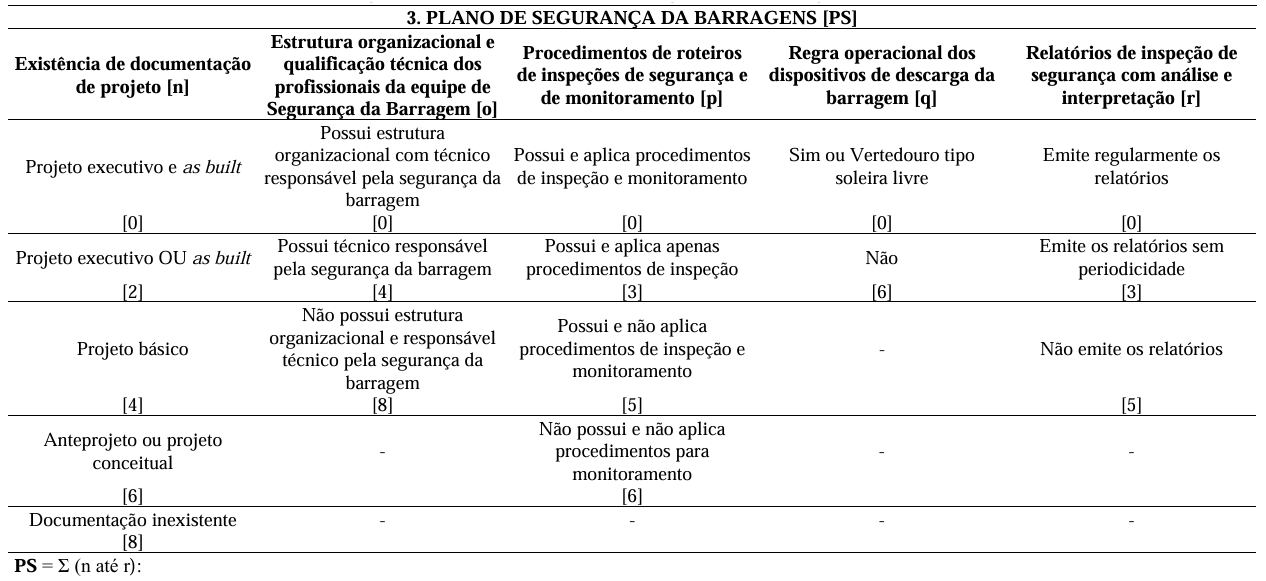 3. PLANO DE SEGURANÇA DA BARRAGENS [PS]
Existência de documentação
de projeto [n]
Estrutura organizacional e
qualificação técnica dos
profissionais da equipe de
Segurança da Barragem [o]
Procedimentos de roteiros
de inspeções de segurança e
de monitoramento [p]
Regra operacional dos
dispositivos de descarga da
barragem [q]
Relatórios de inspeção de
segurança com análise e
interpretação [r]
Projeto executivo e as built
[0]
Possui estrutura
organizacional com técnico
responsável pela segurança da
barragem
[0]
Possui e aplica procedimentos
de inspeção e monitoramento
[0]
Sim ou Vertedouro tipo
soleira livre
[0]
Emite regularmente os
relatórios
[0]
Projeto executivo OU as built
[2]
Possui técnico responsável
pela segurança da barragem
[4]
Possui e aplica apenas
procedimentos de inspeção
[3]
Não
[6]
Emite os relatórios sem
periodicidade
[3]
Projeto básico
[4]
Não possui estrutura
organizacional e responsável
técnico pela segurança da
barragem
[8]
Possui e não aplica
procedimentos de inspeção e
monitoramento
[5]
-
Não emite os relatórios
[5]
Anteprojeto ou projeto
conceitual
[6]
-
Não possui e não aplica
procedimentos para
monitoramento
[6]
-
-
Documentação inexistente
[8]
-
-
-
-
PS = Σ (n até r):